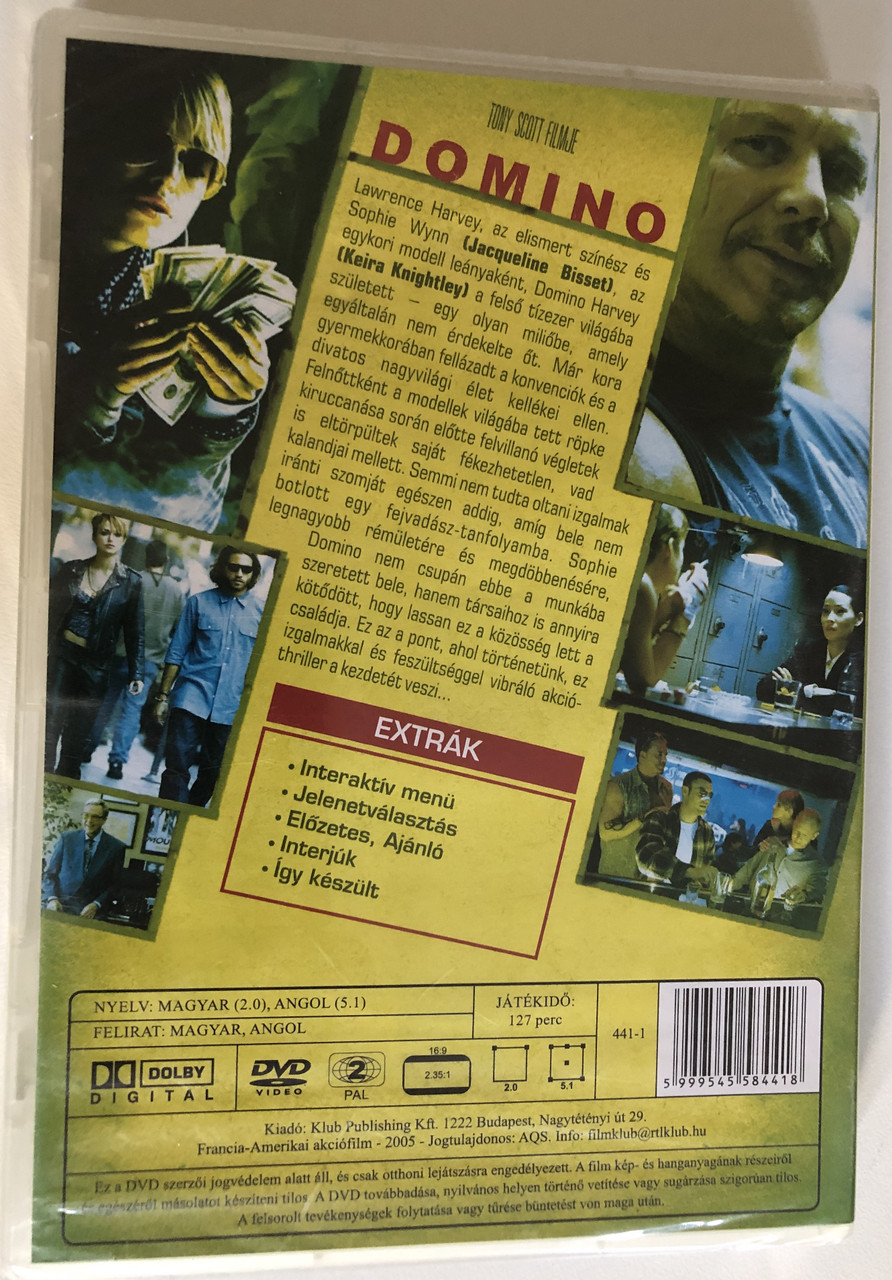 TONY SCOTT FILMJE
DOMINO
Lawrence Harvey, az elismert színész és
Sophie Wynn (Jacqueline Bisset), az
egykori modell leányaként, Domino Harvey
(Keira Knightley) a felső tízezer világába
született – egy olyan miliőbe, amely
egyáltalán nem érdekelte őt. Már kora
gyermekkorában fellázadt a konvenciók és a
divatos nagyvilági élet kellékei ellen.
Felnőttként a modellek világába tett röpke
kiruccanása során előtte felvillanó végletek
is eltörpültek saját fékezhetetlen, vad
kalandjai mellett. Semmi nem tudta oltani izgalmak
iránti szomját egészen addig, amíg bele nem
botlott egy fejvadász-tanfolyamba. Sophie
legnagyobb rémületére és megdöbbenésére,
Domino nem csupán ebbe a munkába
szeretett bele, hanem társaihoz is annyira
kötődött, hogy lassan ez a közösség lett a
családja. Ez az a pont, ahol történetünk, ez
izgalmakkal és feszültséggel vibráló akció-
thriller a kezdetét veszi...
EXTRÁK
• Interaktív menü
• Jelenetválasztás
• Előzetes, Ajánló
• Interjúk
• Így készült
NYELV: MAGYAR (2.0), ANGOL (5.1)
FELIRAT: MAGYAR, ANGOL
JÁTÉKIDŐ:
127 perc
441-1
5 999545 584418
DOLBY
DIGITAL
DVD
VIDEO
2
PAL
16:9
2.35:1
2.0
5.1
Kiadó: Klub Publishing Kft. 1222 Budapest, Nagytétényi út 29.
Francia-Amerikai akciófilm - 2005 - Jogtulajdonos: AQS. Info: filmklub@rtlklub.hu
Ez a DVD szerzői jogvédelem alatt áll, és csak otthoni lejátszásra engedélyezett. A film kép- és hanganyagának részeiről
és egészéről másolatot készíteni tilos. A DVD továbbadása, nyilvános helyen történő vetítése vagy sugárzása szigorúan tilos.
A felsorolt tevékenységek folytatása vagy tűrése büntetést von maga után.